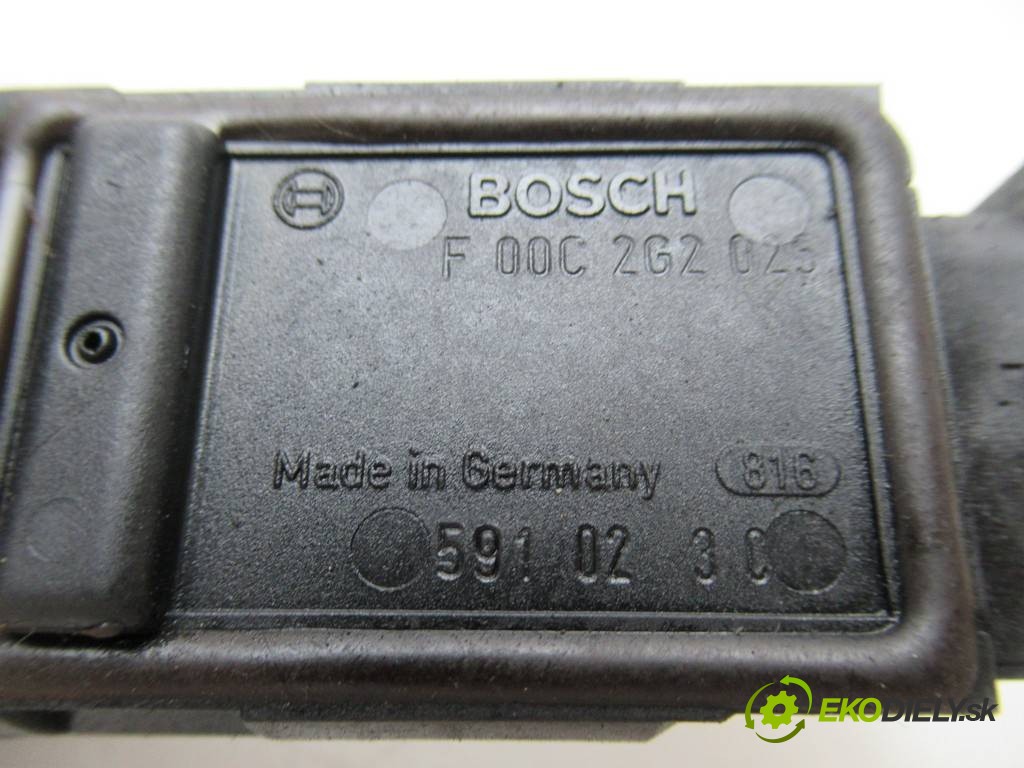 BOSCH
F 00C 2G2 025
Made in Germany 816
591 02 3 C
EKODIELY.sk